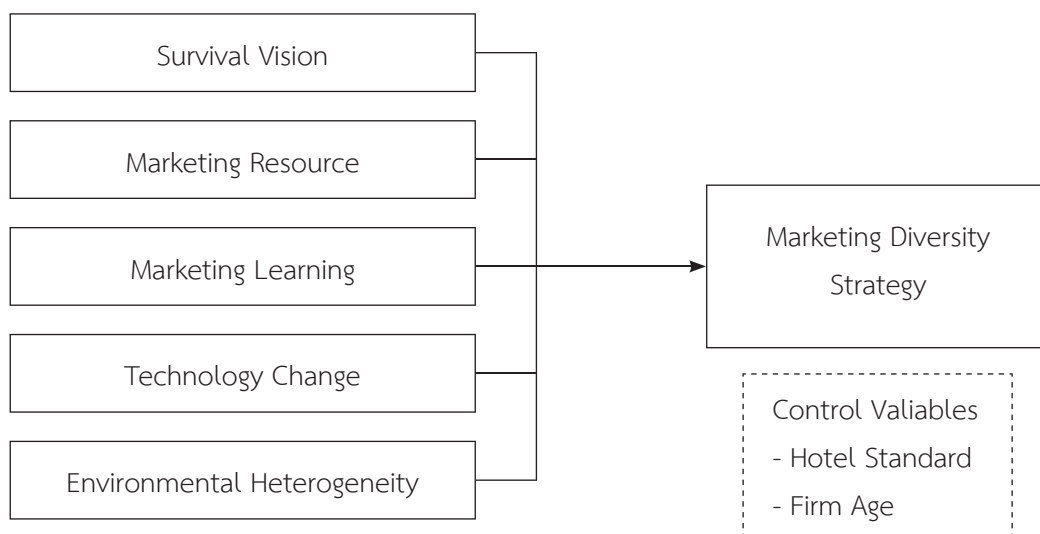 Survival Vision
Marketing Resource
Marketing Learning
Technology Change
Environmental Heterogeneity
Marketing Diversity
Strategy
Control Valiables
- Hotel Standard
- Firm Age